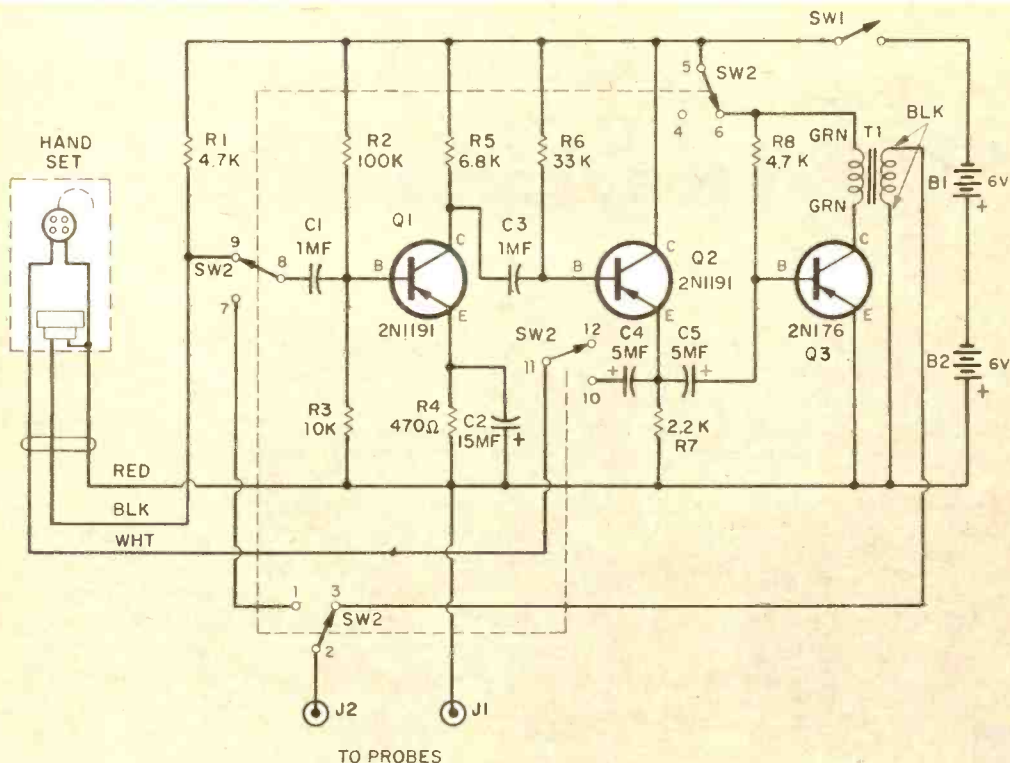 SW1
5
SW2
4
6
BLK
HAND
SET
R1
4.7K
R2
100K
R5
6.8K
R6
33K
R8
4.7K
GRN
T1
GRN
B1
6V
+
C1
1MF
Q1
C3
1MF
C
C
Q2
C
9
8
SW2
7
B
B
2N1191
B
E
E
E
2N1191
SW2
12
11
10
C4
5MF
C5
5MF
+
+
2N176
Q3
B2
6V
+
R3
10K
R4
470Ω
C2
15MF
+
2.2K
R7
RED
BLK
WHT
1
3
SW2
2
J2
J1
TO PROBES